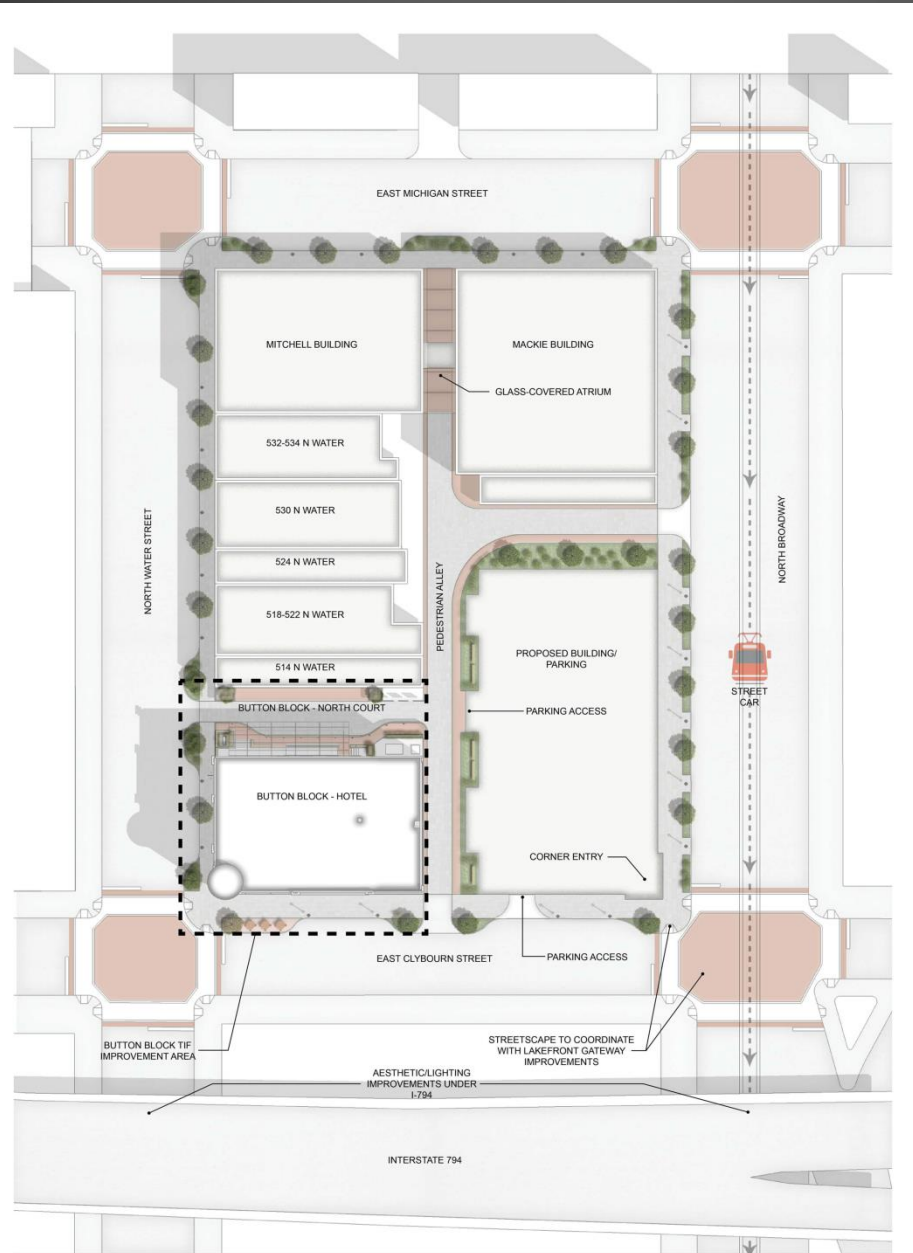 EAST MICHIGAN STREET
MITCHELL BUILDING
MACKIE BUILDING
GLASS-COVERED ATRIUM
532-534 N WATER
530 N WATER
524 N WATER
518-522 N WATER
514 N WATER
NORTH WATER STREET
PEDESTRIAN ALLEY
NORTH BROADWAY
PROPOSED BUILDING/
PARKING
STREET
CAR
BUTTON BLOCK - NORTH COURT
PARKING ACCESS
BUTTON BLOCK - HOTEL
CORNER ENTRY
EAST CLYBOURN STREET
PARKING ACCESS
BUTTON BLOCK TIF
IMPROVEMENT AREA
STREETSCAPE TO COORDINATE
WITH LAKEFRONT GATEWAY
IMPROVEMENTS
AESTHETIC/LIGHTING
IMPROVEMENTS UNDER
I-794
INTERSTATE 794